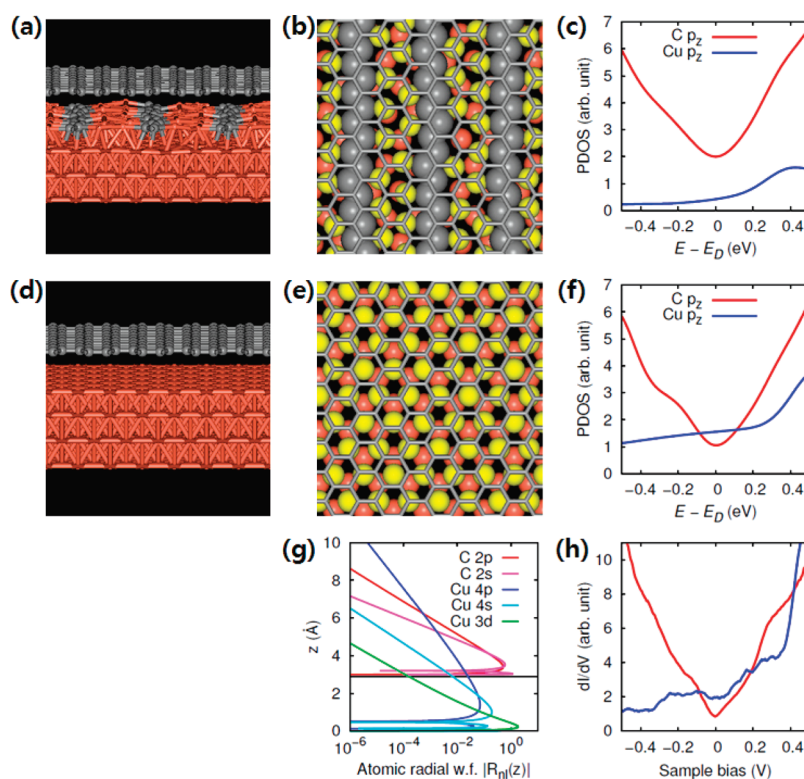 (a)
(b)
(c)
7
6
5
4
3
2
1
0
PDOS (arb. unit)
C pz
Cu pz
-0.4 -0.2 0 0.2 0.4
E − E_D (eV)
(d)
(e)
(f)
7
6
5
4
3
2
1
0
PDOS (arb. unit)
C pz
Cu pz
-0.4 -0.2 0 0.2 0.4
E − E_D (eV)
(g)
10
8
6
4
2
0
z (Å)
C 2p
C 2s
Cu 4p
Cu 4s
Cu 3d
10⁻⁶ 10⁻⁴ 10⁻² 10⁰
Atomic radial w.f. |Rnl(z)|
(h)
10
8
6
4
2
0
dI/dV (arb. unit)
-0.4 -0.2 0 0.2 0.4
Sample bias (V)